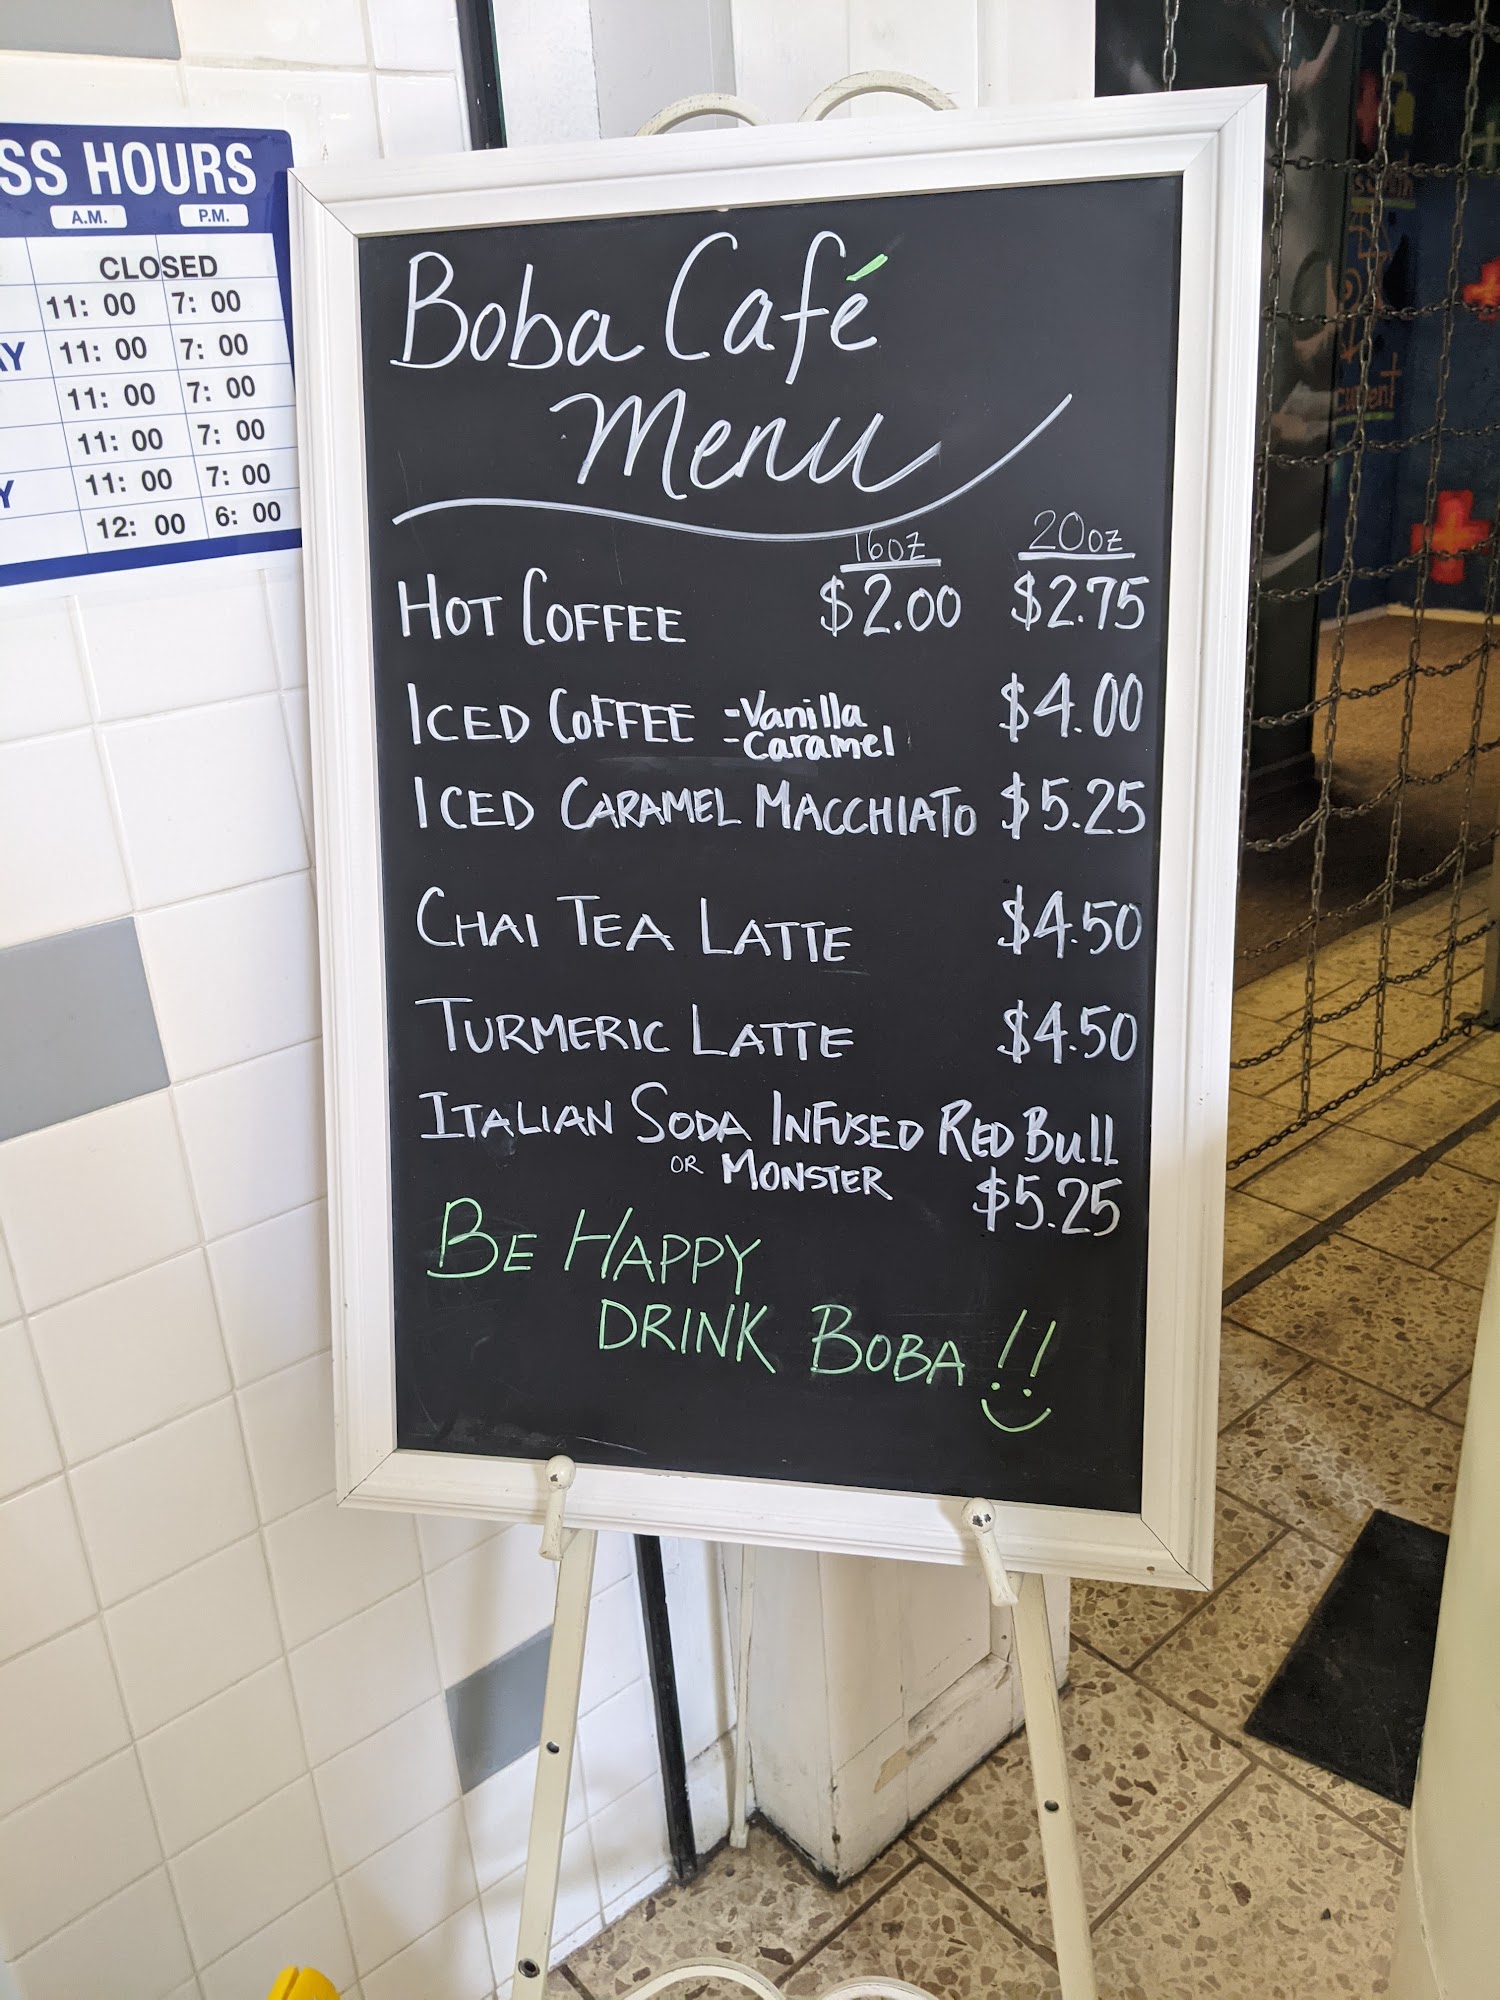 SS HOURS
A.M. P.M.
CLOSED
11: 00 7: 00
AY 11: 00 7: 00
11: 00 7: 00
11: 00 7: 00
Y 11: 00 7: 00
12: 00 6: 00
Boba Café
Menu
16oz 20oz
HOT COFFEE $2.00 $2.75
ICED COFFEE -Vanilla $4.00
-Caramel
ICED CARAMEL MACCHIATO $5.25
CHAI TEA LATTE $4.50
TURMERIC LATTE $4.50
ITALIAN SODA INFUSED RED BULL
OR MONSTER $5.25
BE HAPPY
DRINK BOBA !!